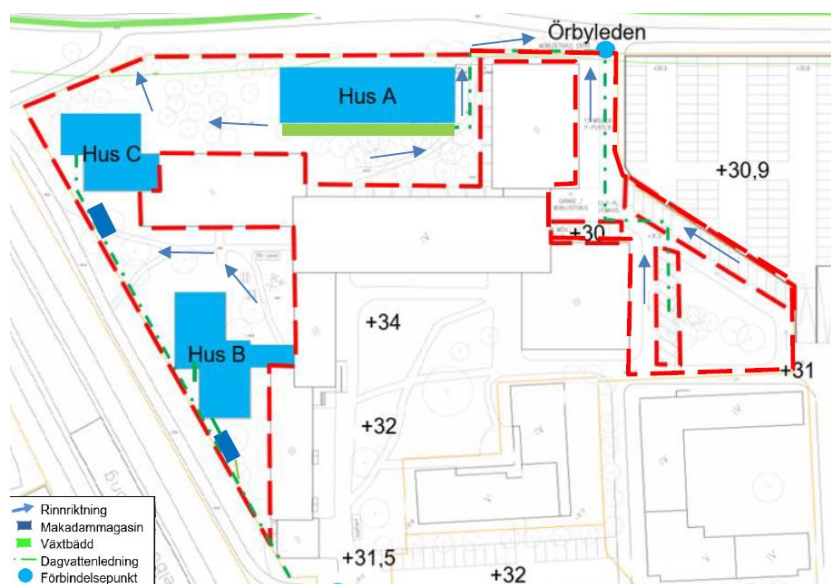 Örbyleden
Hus A
Hus C
+30,9
+30
Hus B
+34
+31
+32
+31,5
+32
Rinnriktning
Makadammagasin
Växtbädd
Dagvattenledning
Förbindelsepunkt